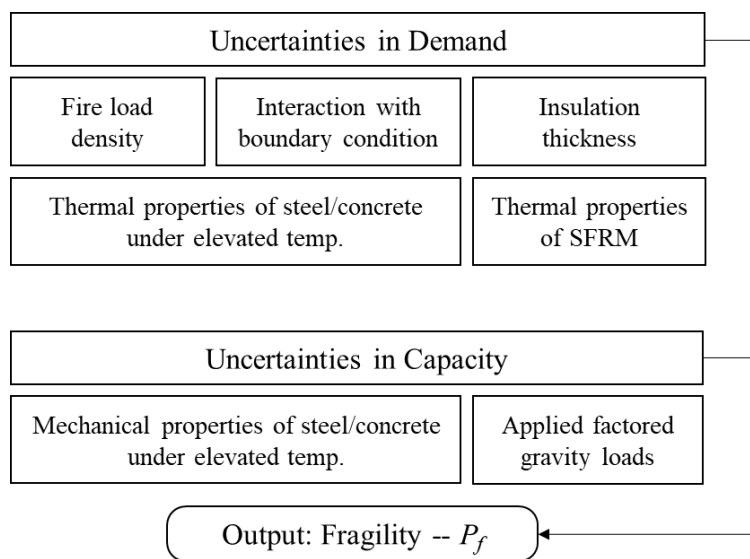 Uncertainties in Demand
Fire load
density
Interaction with
boundary condition
Insulation
thickness
Thermal properties of steel/concrete
under elevated temp.
Thermal properties
of SFRM
Uncertainties in Capacity
Mechanical properties of steel/concrete
under elevated temp.
Applied factored
gravity loads
Output: Fragility -- P_f